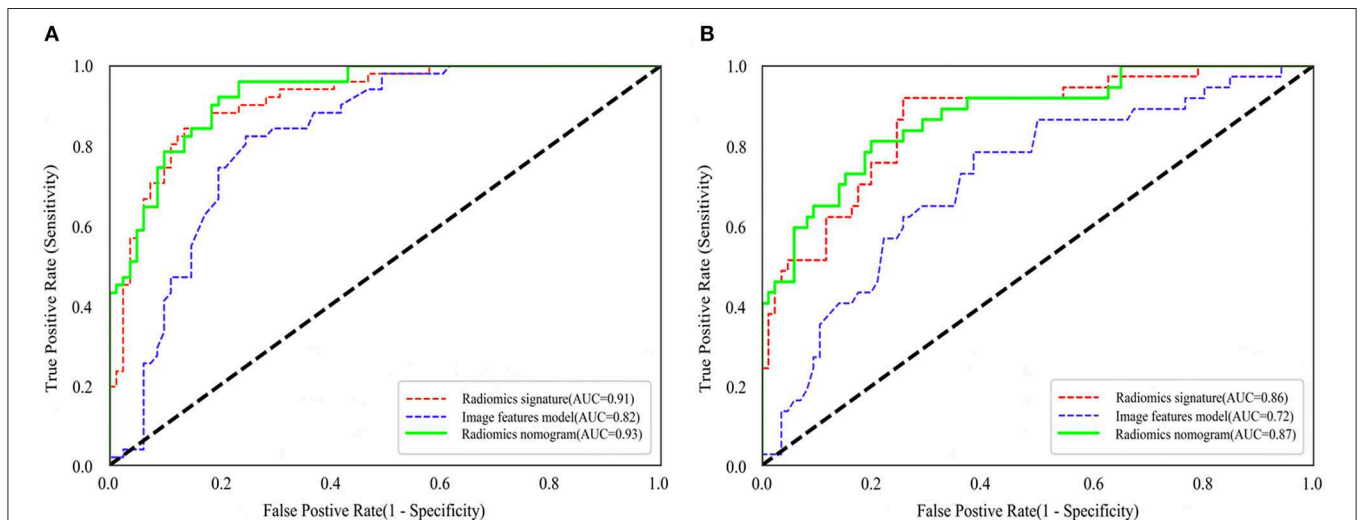 A
1.0
0.8
0.6
0.4
0.2
0.0
True Positive Rate (Sensitivity)
Radiomics signature(AUC=0.91)
Image features model(AUC=0.82)
Radiomics nomogram(AUC=0.93)
0.0 0.2 0.4 0.6 0.8 1.0
False Postive Rate(1 - Specificity)
B
1.0
0.8
0.6
0.4
0.2
0.0
True Positive Rate (Sensitivity)
Radiomics signature(AUC=0.86)
Image features model(AUC=0.72)
Radiomics nomogram(AUC=0.87)
0.0 0.2 0.4 0.6 0.8 1.0
False Postive Rate(1 - Specificity)